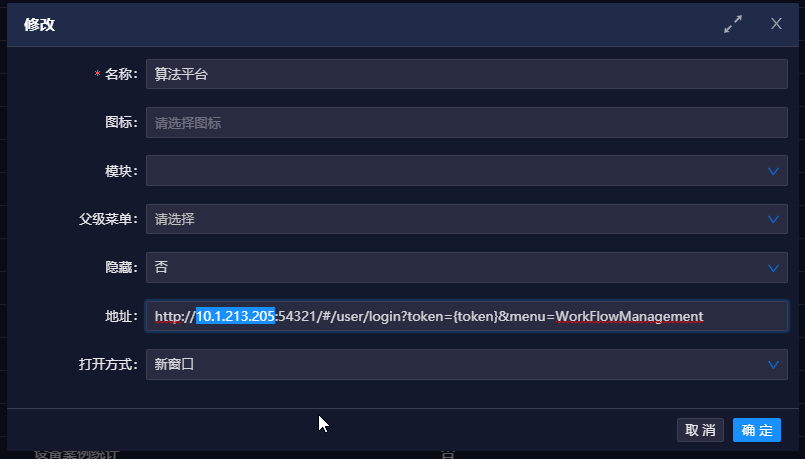 修改
* 名称： 算法平台
图标： 请选择图标
模块：
父级菜单： 请选择
隐藏： 否
地址： http://10.1.213.205:54321/#/user/login?token={token}&menu=WorkFlowManagement
打开方式： 新窗口
取 消 确 定